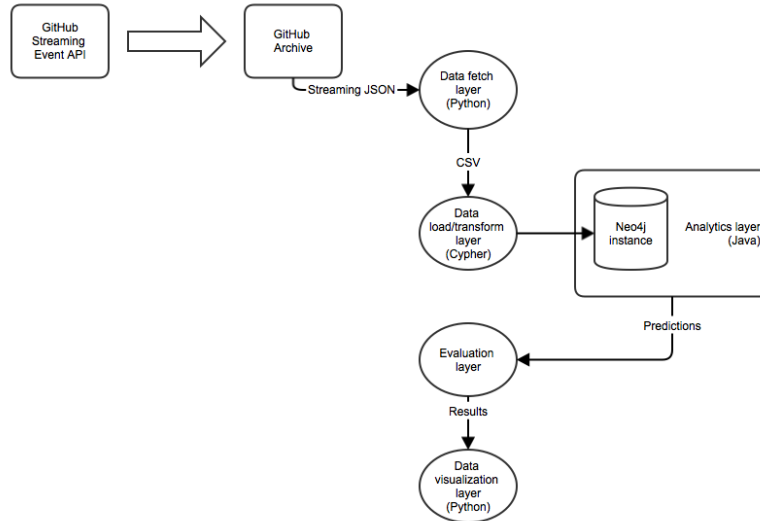 GitHub
Streaming
Event API
GitHub
Archive
Streaming JSON
Data fetch
layer
(Python)
CSV
Data
load/transform
layer
(Cypher)
Neo4j
instance
Analytics layer
(Java)
Predictions
Evaluation
layer
Results
Data
visualization
layer
(Python)